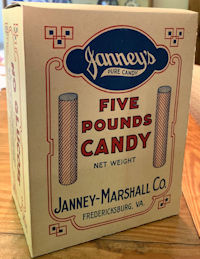 Janney's
PURE CANDY
FIVE
POUNDS
CANDY
NET WEIGHT
JANNEY-MARSHALL CO.
FREDERICKSBURG, VA.